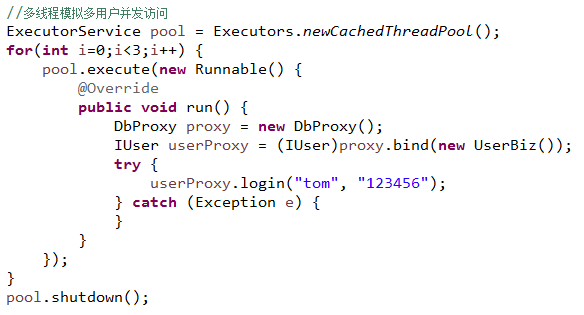 //多线程模拟多用户并发访问
ExecutorService pool = Executors.newCachedThreadPool();
for(int i=0;i<3;i++) {
    pool.execute(new Runnable() {
        @Override
        public void run() {
            DbProxy proxy = new DbProxy();
            IUser userProxy = (IUser)proxy.bind(new UserBiz());
            try {
                userProxy.login("tom", "123456");
            } catch (Exception e) {
            }
        }
    });
}
pool.shutdown();